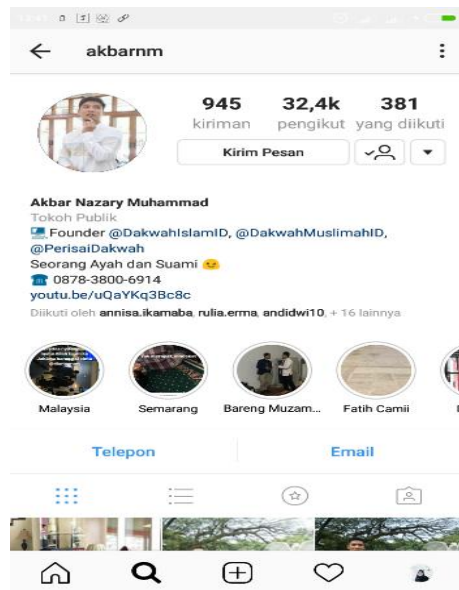 akbarnm
945 32,4k 381
kiriman pengikut yang diikuti
Kirim Pesan
Akbar Nazary Muhammad
Tokoh Publik
Founder @DakwahIslamID, @DakwahMuslimahID,
@PerisaiDakwah
Seorang Ayah dan Suami 😊
☎ 0878-3800-6914
youtu.be/uQaYKq3Bc8c
Diikuti oleh annisa.ikamaba, rulia.erma, andidwi10, + 16 lainnya
Malaysia Semarang Bareng Muzam... Fatih Camii
Telepon Email